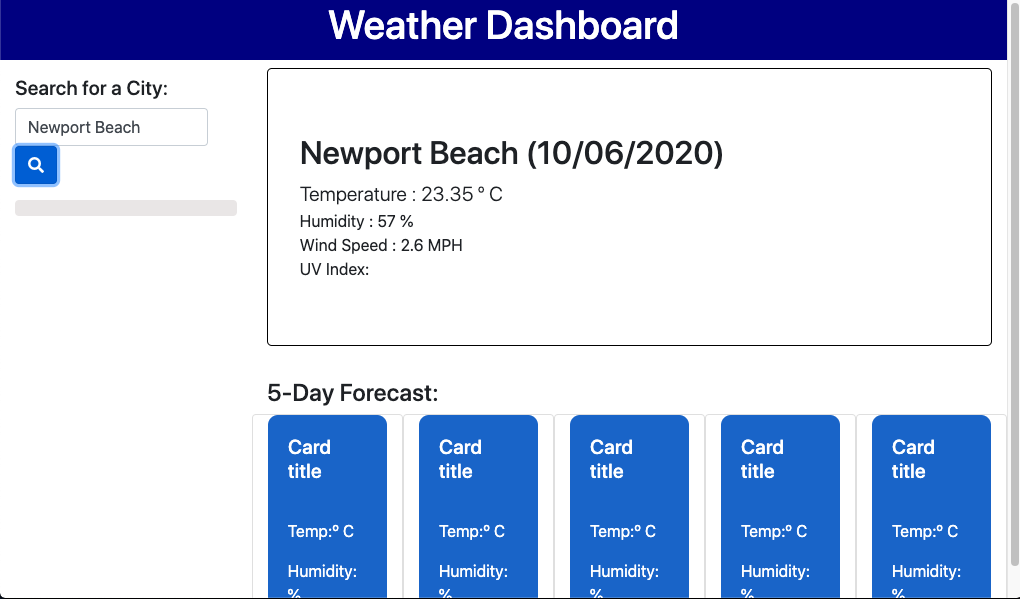 Weather Dashboard
Search for a City:
Newport Beach
Newport Beach (10/06/2020)
Temperature : 23.35 ° C
Humidity : 57 %
Wind Speed : 2.6 MPH
UV Index:
5-Day Forecast:
Card
title
Temp:° C
Humidity:
%
Card
title
Temp:° C
Humidity:
%
Card
title
Temp:° C
Humidity:
%
Card
title
Temp:° C
Humidity:
%
Card
title
Temp:° C
Humidity:
%